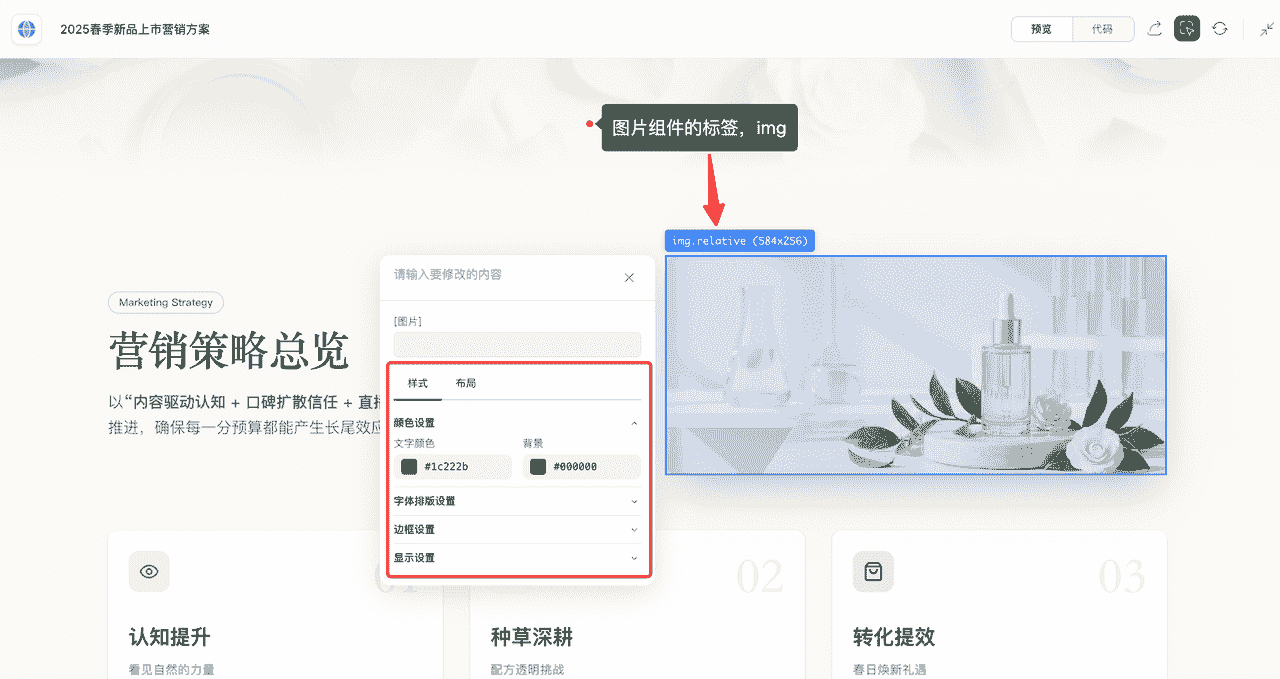 2025春季新品上市营销方案
预览
代码
图片组件的标签，img
img.relative (584x256)
请输入要修改的内容
[图片]
样式
布局
颜色设置
文字颜色
背景
#1c222b
#000000
字体排版设置
边框设置
显示设置
Marketing Strategy
营销策略总览
以“内容驱动认知 + 口碑扩散信任 + 直
推进，确保每一分预算都能产生长尾效应
01
认知提升
看见自然的力量
02
种草深耕
配方透明挑战
03
转化提效
春日焕新礼遇